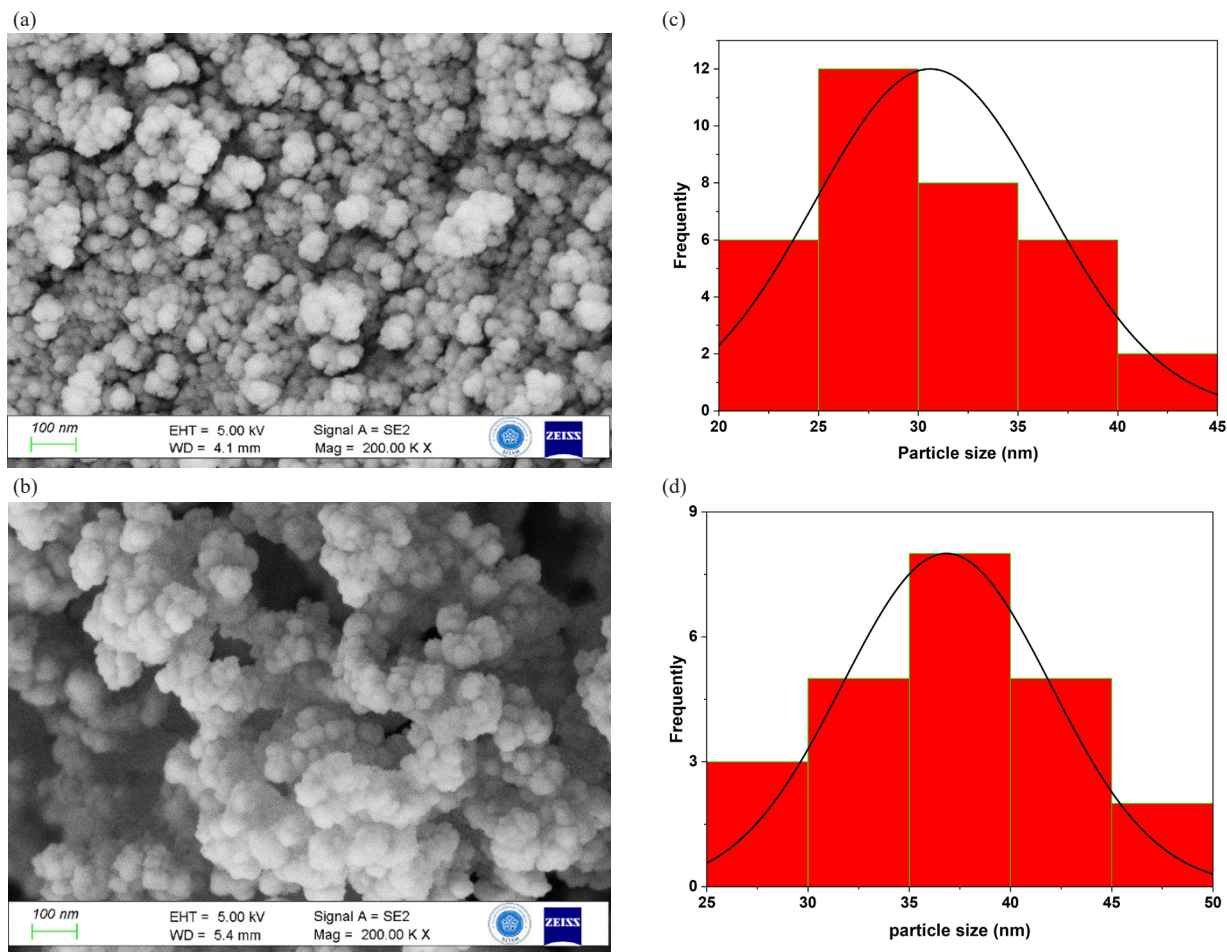 (a)
100 nm
EHT = 5.00 kV
WD = 4.1 mm
Signal A = SE2
Mag = 200.00 K X
ZEISS
(c)
Frequently
12
10
8
6
4
2
0
20 25 30 35 40 45
Particle size (nm)
(b)
100 nm
EHT = 5.00 kV
WD = 5.4 mm
Signal A = SE2
Mag = 200.00 K X
ZEISS
(d)
Frequently
9
6
3
0
25 30 35 40 45 50
particle size (nm)